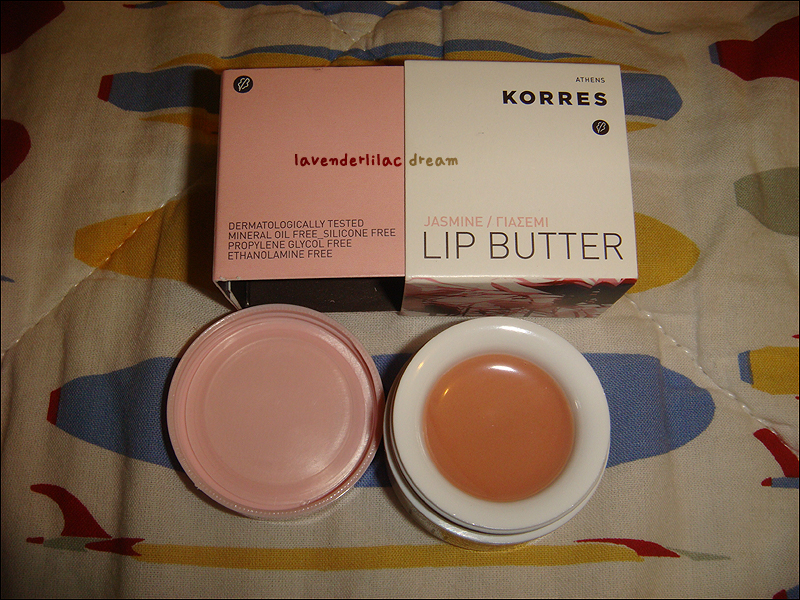 ATHENS
KORRES
lavenderlilac dream
DERMATOLOGICALLY TESTED
MINERAL OIL FREE_SILICONE FREE
PROPYLENE GLYCOL FREE
ETHANOLAMINE FREE
JASMINE / ΓΙΑΣΕΜΙ
LIP BUTTER